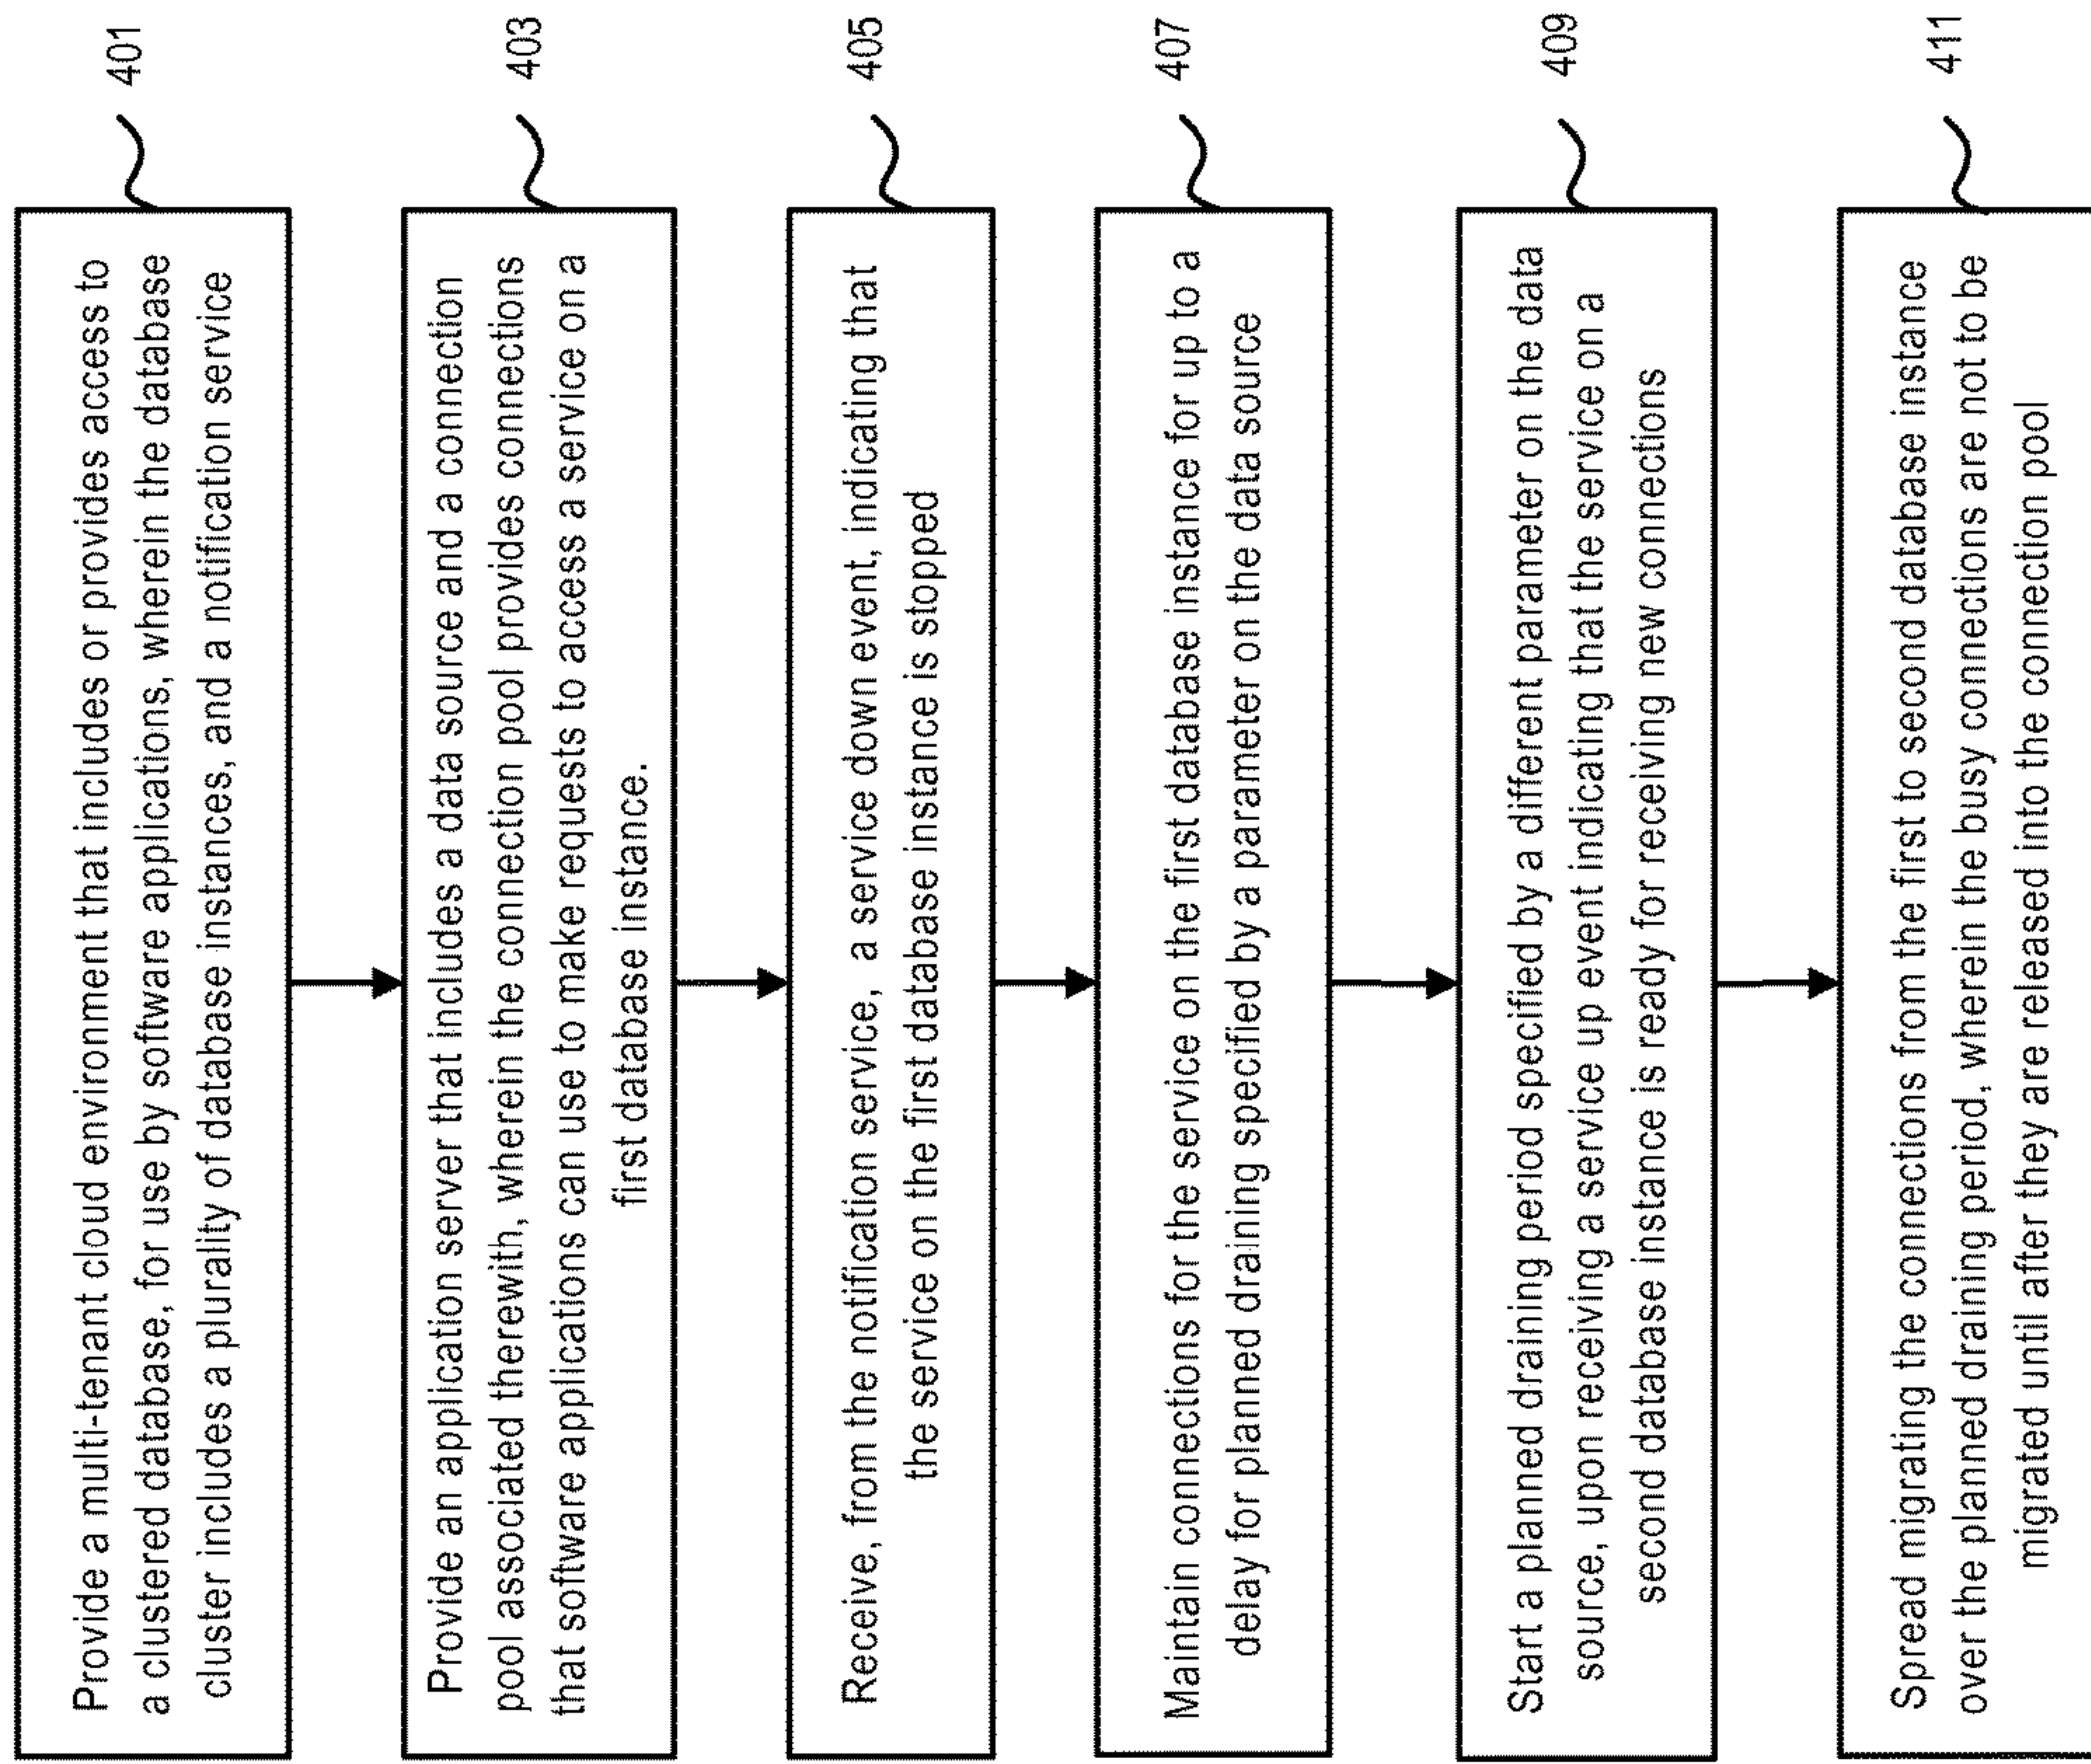 Provide a multi-tenant cloud environment that includes or provides access to
a clustered database, for use by software applications, wherein the database
cluster includes a plurality of database instances, and a notification service
401
Provide an application server that includes a data source and a connection
pool associated therewith, wherein the connection pool provides connections
that software applications can use to make requests to access a service on a
first database instance.
403
Receive, from the notification service, a service down event, indicating that
the service on the first database instance is stopped
405
Maintain connections for the service on the first database instance for up to a
delay for planned draining specified by a parameter on the data source
407
Start a planned draining period specified by a different parameter on the data
source, upon receiving a service up event indicating that the service on a
second database instance is ready for receiving new connections
409
Spread migrating the connections from the first to second database instance
over the planned draining period, wherein the busy connections are not to be
migrated until after they are released into the connection pool
411